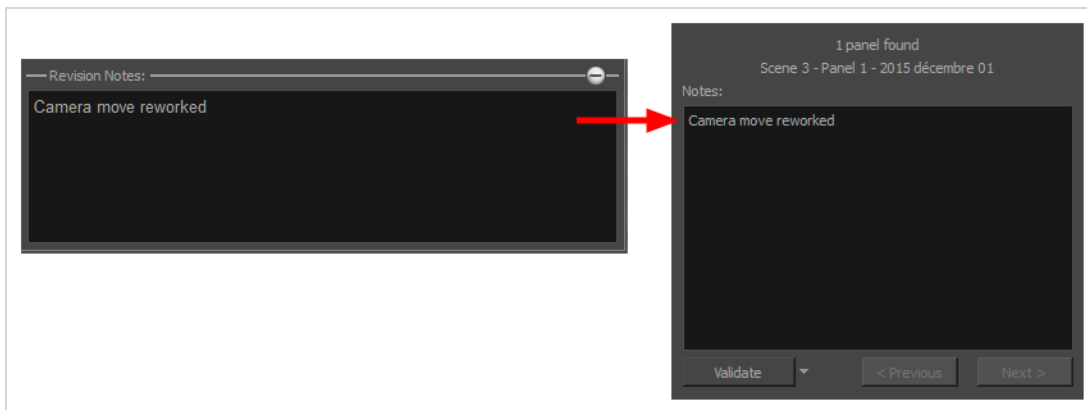 Revision Notes:
Camera move reworked
1 panel found
Scene 3 - Panel 1 - 2015 décembre 01
Notes:
Camera move reworked
Validate
< Previous
Next >